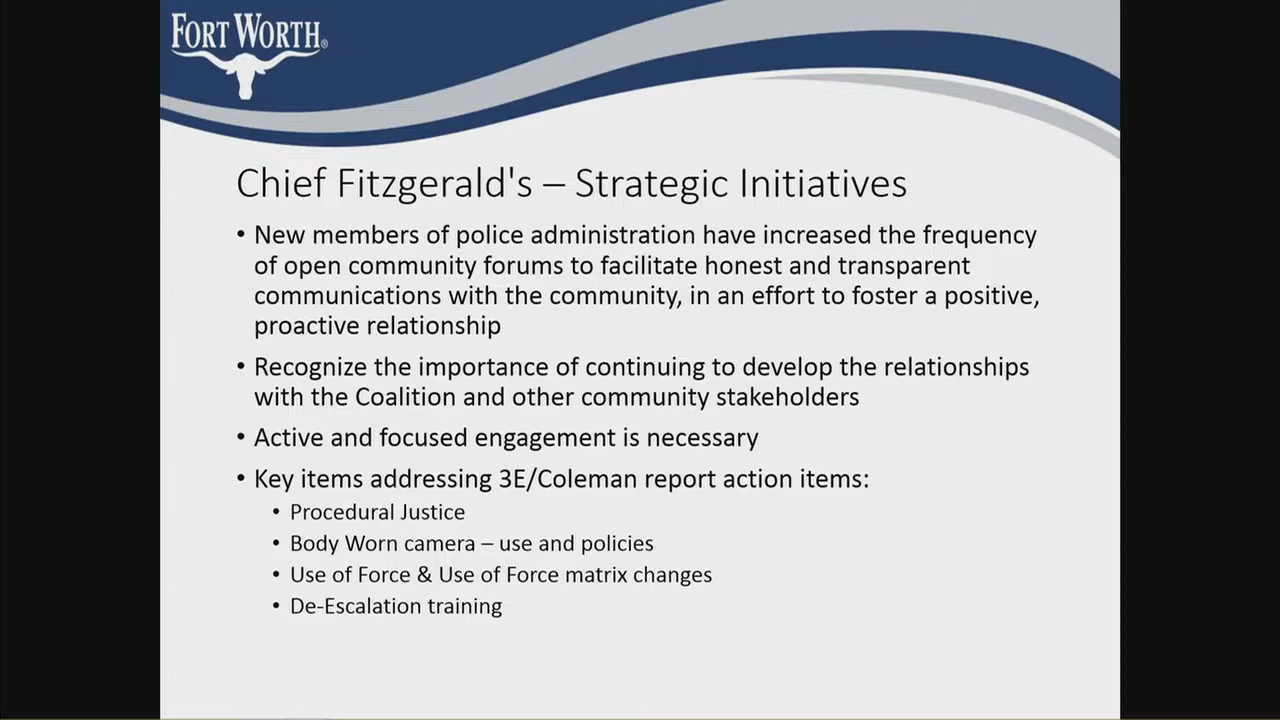 FORT WORTH®
Chief Fitzgerald's – Strategic Initiatives
• New members of police administration have increased the frequency
of open community forums to facilitate honest and transparent
communications with the community, in an effort to foster a positive,
proactive relationship
• Recognize the importance of continuing to develop the relationships
with the Coalition and other community stakeholders
• Active and focused engagement is necessary
• Key items addressing 3E/Coleman report action items:
• Procedural Justice
• Body Worn camera – use and policies
• Use of Force & Use of Force matrix changes
• De-Escalation training